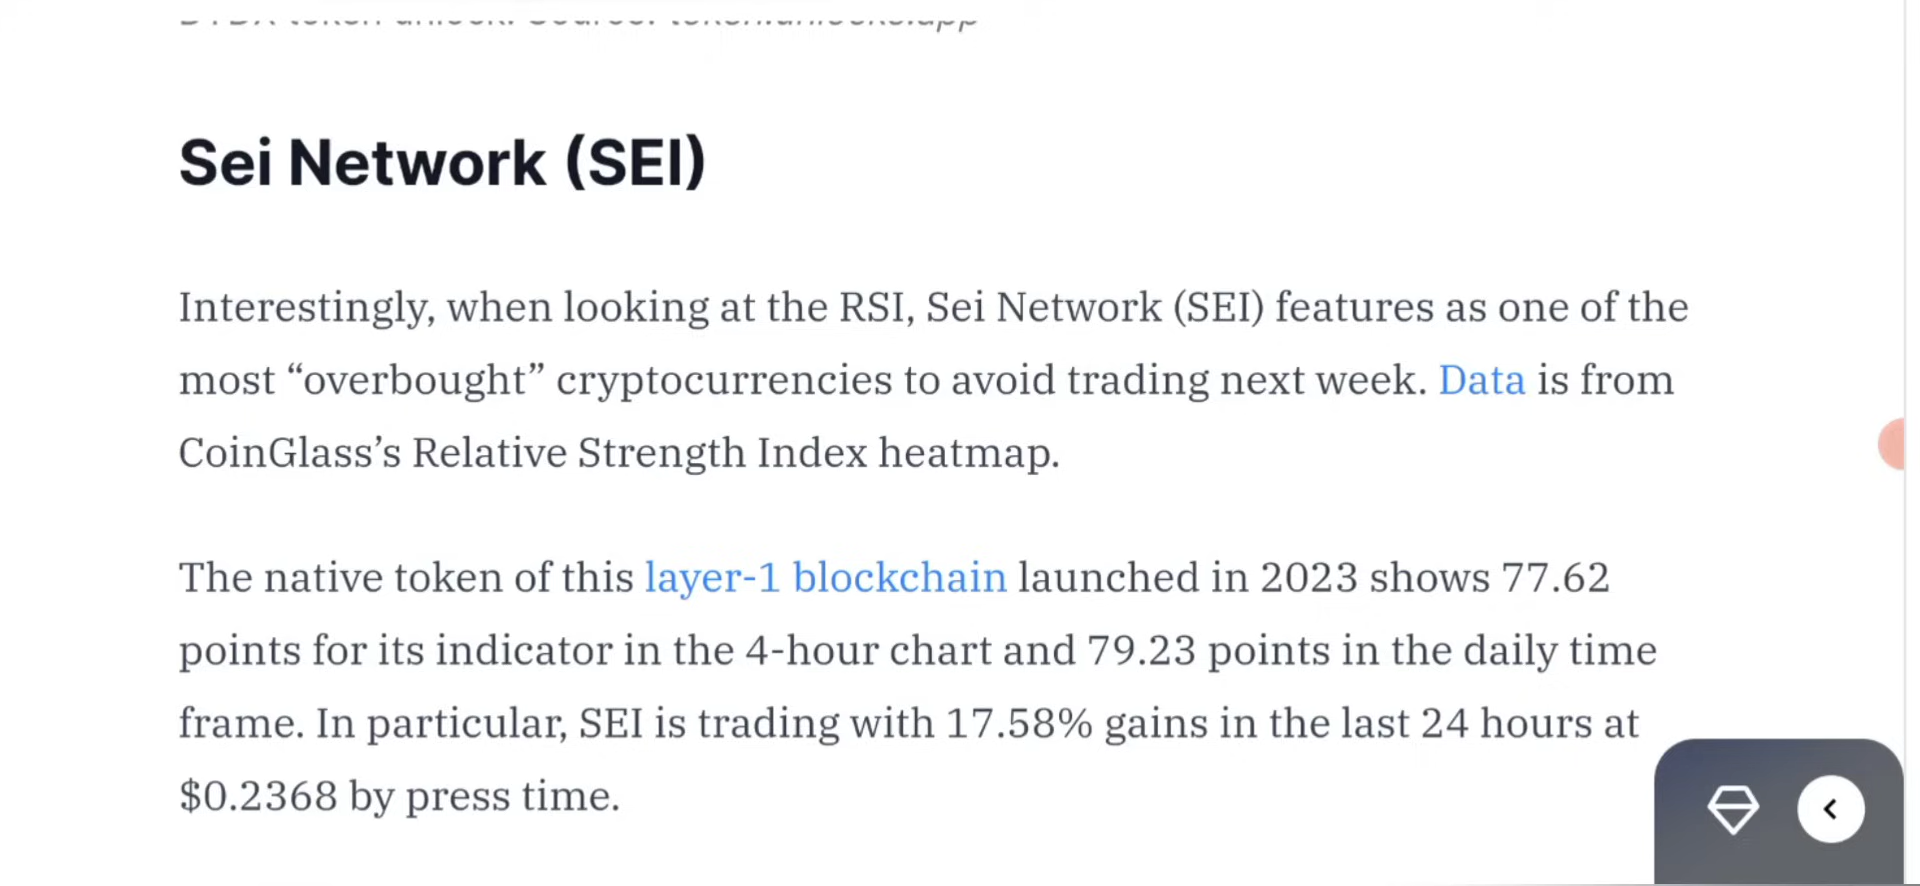 Sei Network (SEI)
Interestingly, when looking at the RSI, Sei Network (SEI) features as one of the
most “overbought” cryptocurrencies to avoid trading next week. Data is from
CoinGlass’s Relative Strength Index heatmap.
The native token of this layer-1 blockchain launched in 2023 shows 77.62
points for its indicator in the 4-hour chart and 79.23 points in the daily time
frame. In particular, SEI is trading with 17.58% gains in the last 24 hours at
$0.2368 by press time.